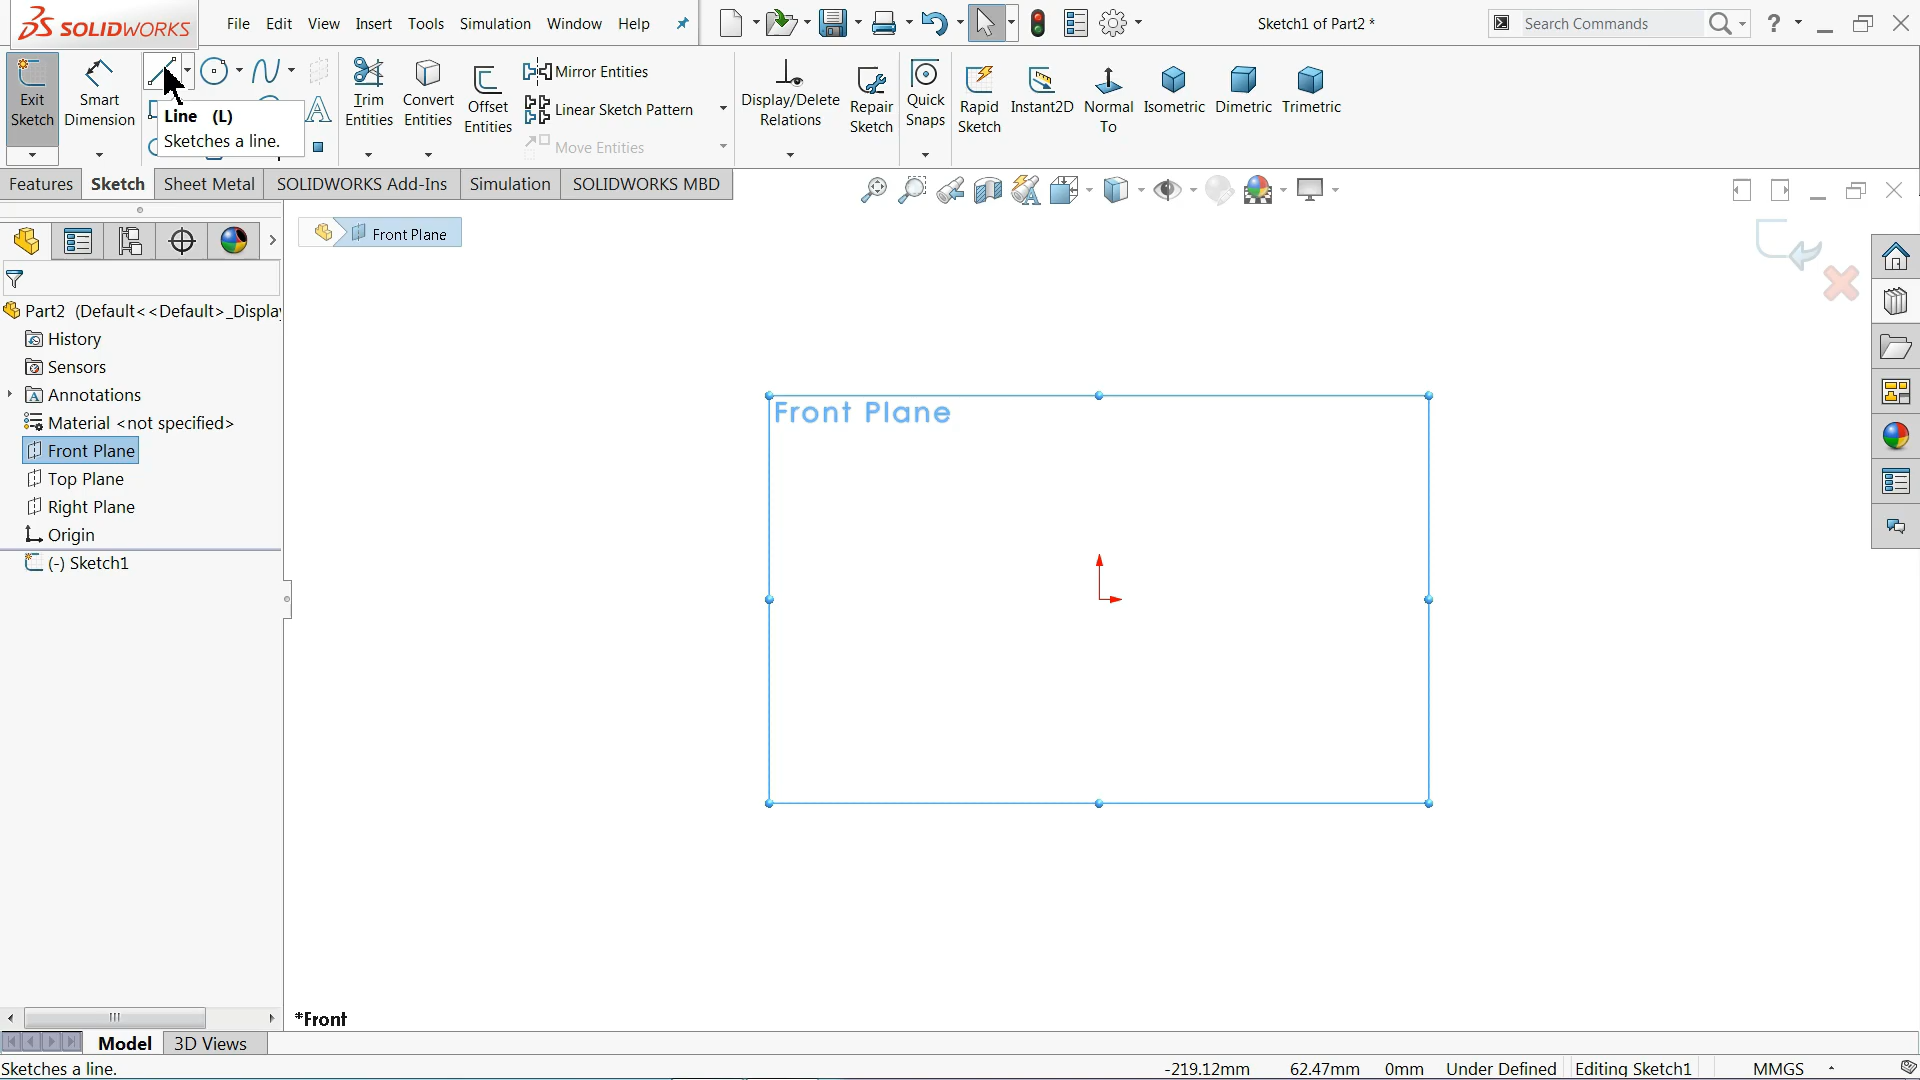 SOLIDWORKS
File Edit View Insert Tools Simulation Window Help
Sketch1 of Part2 *
Search Commands
?
Exit Sketch
Smart Dimension
Line (L)
Sketches a line.
Trim Entities
Convert Entities
Offset Entities
Mirror Entities
Linear Sketch Pattern
Move Entities
Display/Delete Relations
Repair Sketch
Quick Snaps
Rapid Sketch
Instant2D
Normal To
Isometric
Dimetric
Trimetric
Features Sketch Sheet Metal SOLIDWORKS Add-Ins Simulation SOLIDWORKS MBD
Front Plane
Part2 (Default<<Default>_Display
History
Sensors
Annotations
Material <not specified>
Front Plane
Top Plane
Right Plane
Origin
(-) Sketch1
Front Plane
*Front
Model 3D Views
Sketches a line. -219.12mm 62.47mm 0mm Under Defined Editing Sketch1 MMGS